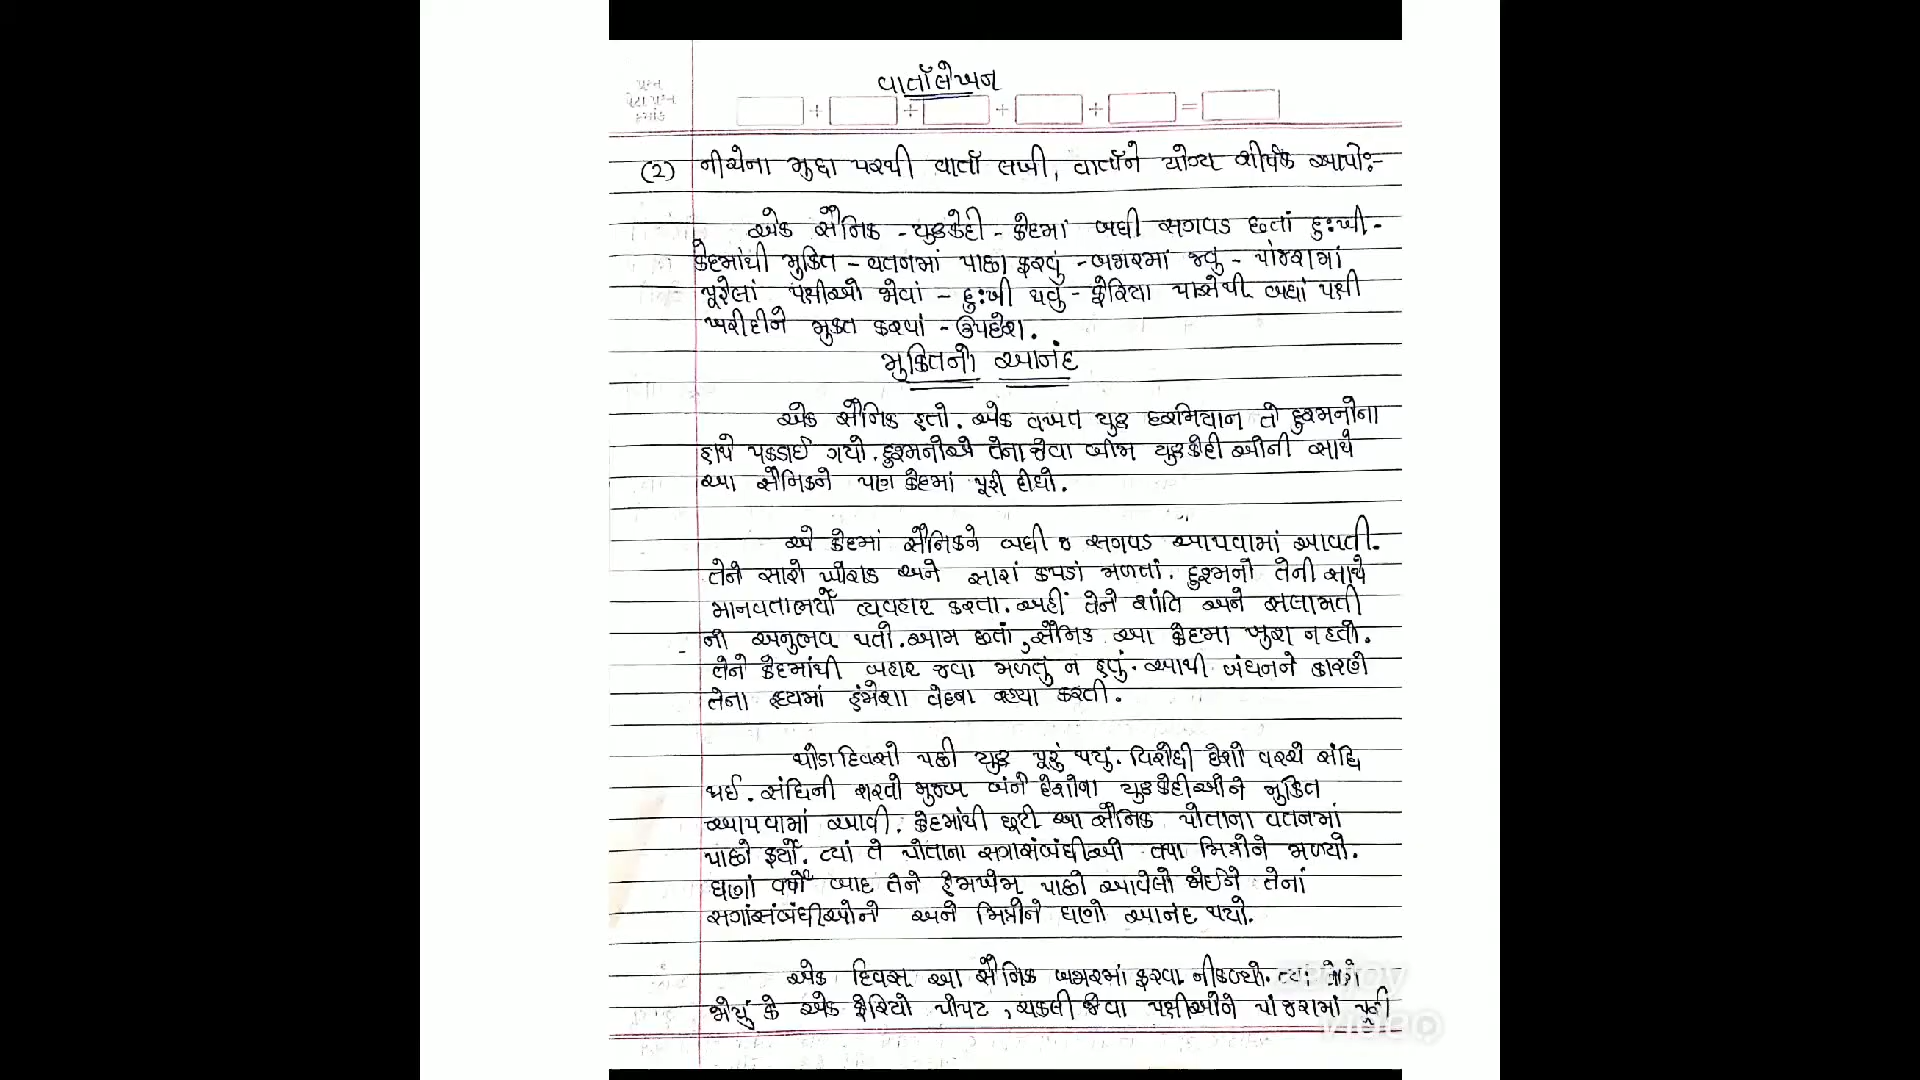 વાર્તાલેખન
પ્રશ્ન
પેટા પ્રશ્ન
ક્રમાંક
+ + + + =
(2) નીચેના મુદ્દા પરથી વાર્તા લખી, વાર્તાને યોગ્ય શીર્ષક આપો:-
એક સૈનિક - યુદ્ધકેદી - કેદમાં બધી સગવડ છતાં દુઃખી -
કેદમાંથી મુક્તિ - વતનમાં પાછા ફરવું - બજારમાં જવું - પાંજરામાં
પૂરેલાં પક્ષીઓ જોવાં - દુઃખી થવું - ફેરિયા પાસેથી બધાં પક્ષી
ખરીદીને મુક્ત કરવાં - ઉપદેશ.
મુક્તિનો આનંદ
એક સૈનિક હતો. એક વખત યુદ્ધ દરમિયાન તે દુશ્મનોના
હાથે પકડાઈ ગયો. દુશ્મનોએ તેના જેવા બીજા યુદ્ધકેદીઓની સાથે
આ સૈનિકને પણ કેદમાં પૂરી દીધો.
એ કેદમાં સૈનિકને બધી જ સગવડ આપવામાં આવતી.
તેને સારો ખોરાક અને સારાં કપડાં મળતાં. દુશ્મનો તેની સાથે
માનવતાભર્યો વ્યવહાર કરતા. અહીં તેને શાંતિ અને સલામતી
નો અનુભવ થતો. આમ છતાં, સૈનિક આ કેદમાં ખુશ નહતો.
તેને કેદમાંથી બહાર જવા મળતું ન હતું. આથી બંધનને કારણે
તેના હ્રદયમાં હંમેશા વેદના રહ્યા કરતી.
થોડા દિવસો પછી યુદ્ધ પૂરું થયું. વિરોધી દેશો વચ્ચે સંધિ
થઈ. સંધિની શરતો મુજબ બંને દેશોના યુદ્ધકેદીઓને મુક્તિ
આપવામાં આવી. કેદમાંથી છૂટી આ સૈનિક પોતાના વતનમાં
પાછો ફર્યો. ત્યાં તે પોતાના સગાસંબંધીઓ તથા મિત્રોને મળ્યો.
ઘણાં વર્ષો બાદ તેને હેમખેમ પાછો આવેલો જોઈને તેનાં
સગાંસંબંધીઓને અને મિત્રોને ઘણો આનંદ થયો.
એક દિવસ આ સૈનિક બજારમાં ફરવા નીકળ્યો. ત્યાં તેણે
જોયું કે એક ફેરિયો પોપટ, ચકલી જેવા પક્ષીઓને પાંજરામાં પૂરી